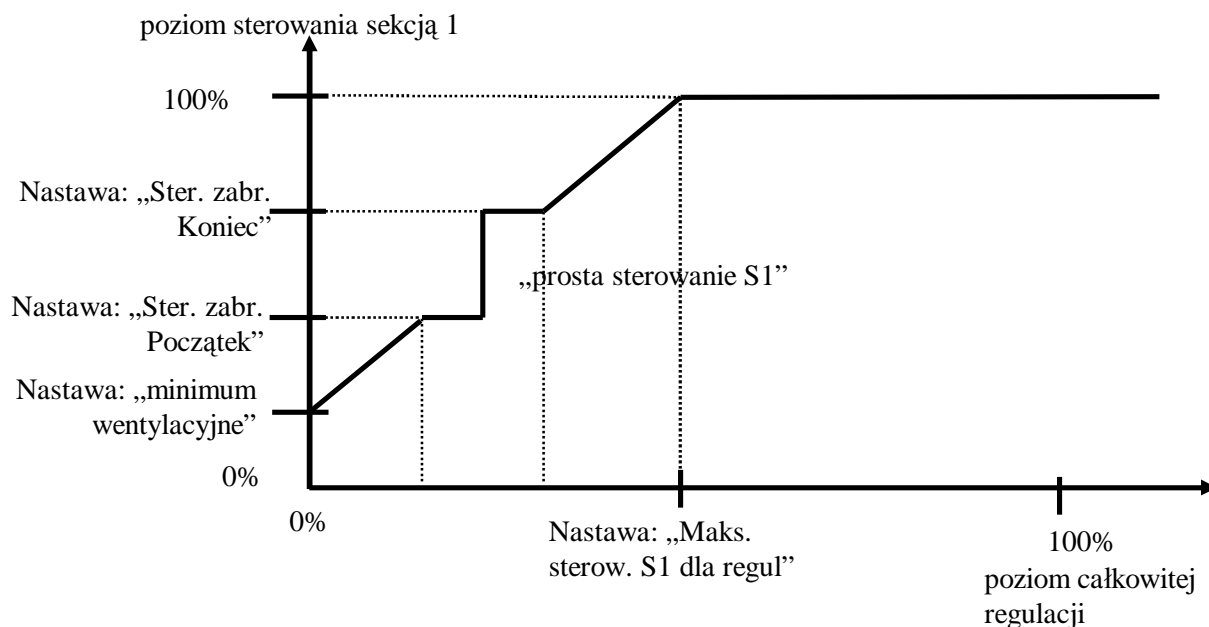 poziom sterowania sekcją 1
100%
Nastawa: „Ster. zabr.
Koniec”
„prosta sterowanie S1”
Nastawa: „Ster. zabr.
Początek”
Nastawa: „minimum
wentylacyjne”
0%
0%
Nastawa: „Maks.
sterow. S1 dla regul”
100%
poziom całkowitej
regulacji